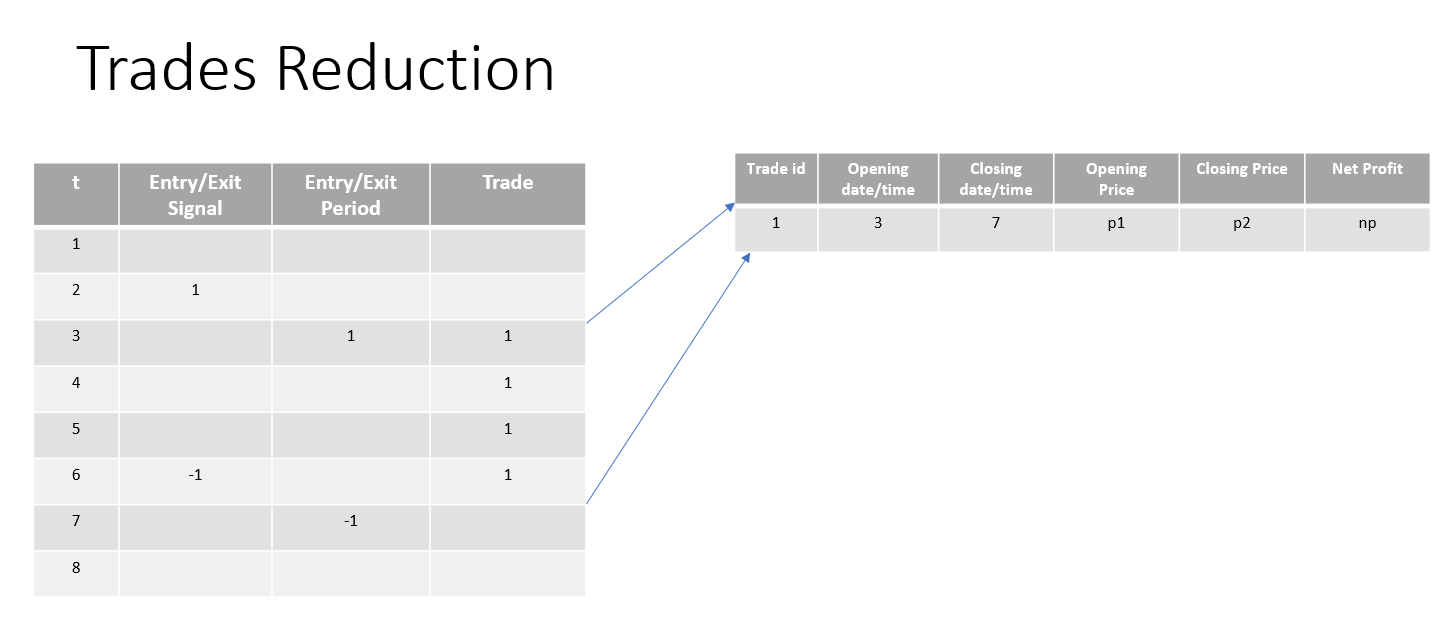 Trades Reduction
t Entry/Exit Signal Entry/Exit Period Trade
1
2 1
3 1 1
4 1
5 1
6 -1 1
7 -1
8
Trade id Opening date/time Closing date/time Opening Price Closing Price Net Profit
1 3 7 p1 p2 np